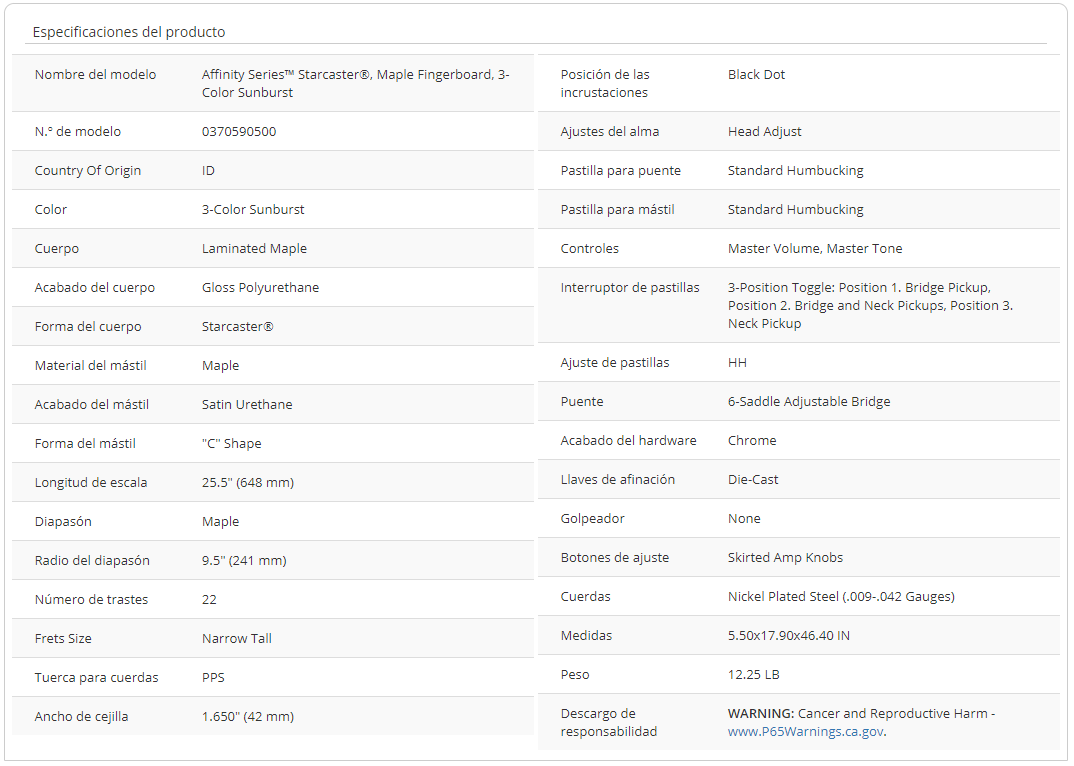 Especificaciones del producto
Nombre del modelo
Affinity Series™ Starcaster®, Maple Fingerboard, 3-
Color Sunburst
N.º de modelo
0370590500
Country Of Origin
ID
Color
3-Color Sunburst
Cuerpo
Laminated Maple
Acabado del cuerpo
Gloss Polyurethane
Forma del cuerpo
Starcaster®
Material del mástil
Maple
Acabado del mástil
Satin Urethane
Forma del mástil
"C" Shape
Longitud de escala
25.5" (648 mm)
Diapasón
Maple
Radio del diapasón
9.5" (241 mm)
Número de trastes
22
Frets Size
Narrow Tall
Tuerca para cuerdas
PPS
Ancho de cejilla
1.650" (42 mm)
Posición de las
incrustaciones
Black Dot
Ajustes del alma
Head Adjust
Pastilla para puente
Standard Humbucking
Pastilla para mástil
Standard Humbucking
Controles
Master Volume, Master Tone
Interruptor de pastillas
3-Position Toggle: Position 1. Bridge Pickup,
Position 2. Bridge and Neck Pickups, Position 3.
Neck Pickup
Ajuste de pastillas
HH
Puente
6-Saddle Adjustable Bridge
Acabado del hardware
Chrome
Llaves de afinación
Die-Cast
Golpeador
None
Botones de ajuste
Skirted Amp Knobs
Cuerdas
Nickel Plated Steel (.009-.042 Gauges)
Medidas
5.50x17.90x46.40 IN
Peso
12.25 LB
Descargo de
responsabilidad
WARNING: Cancer and Reproductive Harm -
www.P65Warnings.ca.gov.